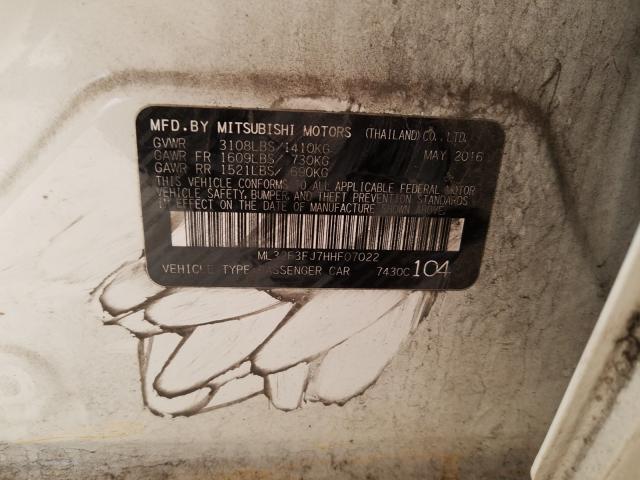 MFD.BY MITSUBISHI MOTORS (THAILAND) CO., LTD.
GVWR 3108LBS/1410KG MAY 2016
GAWR FR 1609LBS/730KG
GAWR RR 1521LBS/690KG
THIS VEHICLE CONFORMS TO ALL APPLICABLE FEDERAL MOTOR
VEHICLE SAFETY, BUMPER, AND THEFT PREVENTION STANDARDS
IN EFFECT ON THE DATE OF MANUFACTURE SHOWN ABOVE.
ML32F3FJ7HHF07022
VEHICLE TYPE:PASSENGER CAR 7430C 104